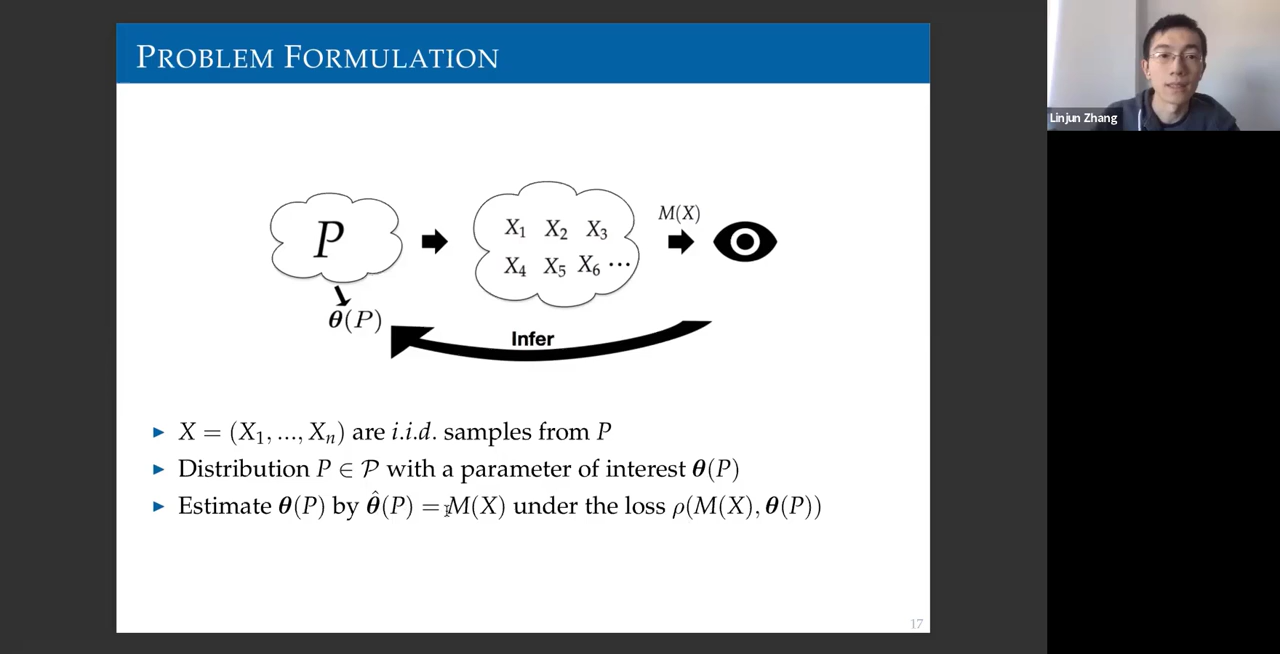 PROBLEM FORMULATION
Linjun Zhang
P
X₁ X₂ X₃
X₄ X₅ X₆ ⋯
M(X)
θ(P)
Infer
▶ X = (X₁, ..., Xₙ) are i.i.d. samples from P
▶ Distribution P ∈ 𝒫 with a parameter of interest θ(P)
▶ Estimate θ(P) by θ̂(P) = M(X) under the loss ρ(M(X), θ(P))
17